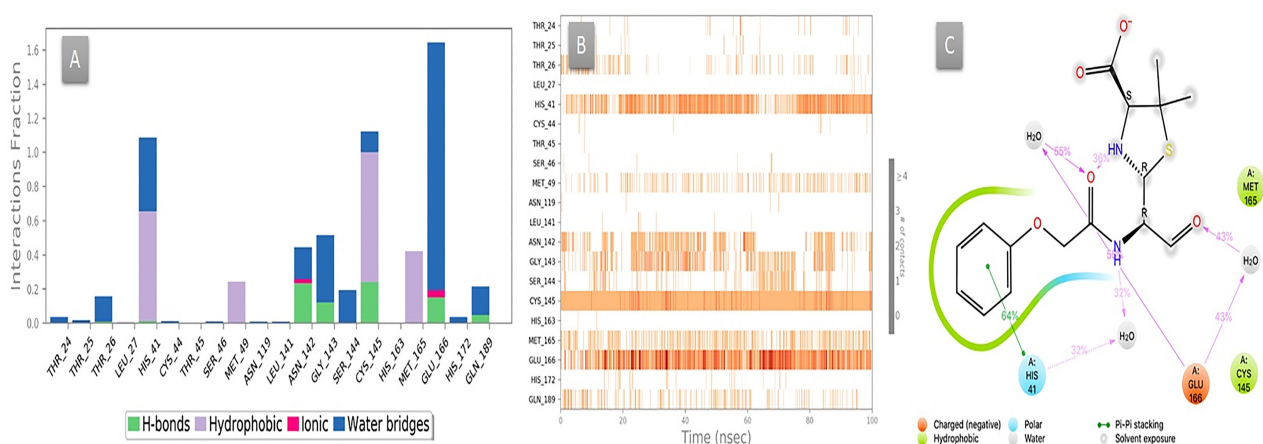 A
Interactions Fraction
1.6
1.4
1.2
1.0
0.8
0.6
0.4
0.2
0.0
THR_24
THR_25
THR_26
LEU_27
HIS_41
CYS_44
THR_45
SER_46
MET_49
ASN_119
LEU_141
ASN_142
GLY_143
SER_144
CYS_145
HIS_163
MET_165
GLU_166
HIS_172
GLN_189
H-bonds Hydrophobic Ionic Water bridges
B
THR_24
THR_25
THR_26
LEU_27
HIS_41
CYS_44
THR_45
SER_46
MET_49
ASN_119
LEU_141
ASN_142
GLY_143
SER_144
CYS_145
HIS_163
MET_165
GLU_166
HIS_172
GLN_189
0 20 40 60 80 100
Time (nsec)
≥4
3
2
1
0
# of contacts
C
O⁻
O
S
H₂O
55%
36%
HN
S
R
O
R
O
O
N
H
43%
H₂O
32%
64%
H₂O
32%
43%
A:
MET
165
A:
HIS
41
A:
GLU
166
A:
CYS
145
Charged (negative) Polar Pi-Pi stacking
Hydrophobic Water Solvent exposure